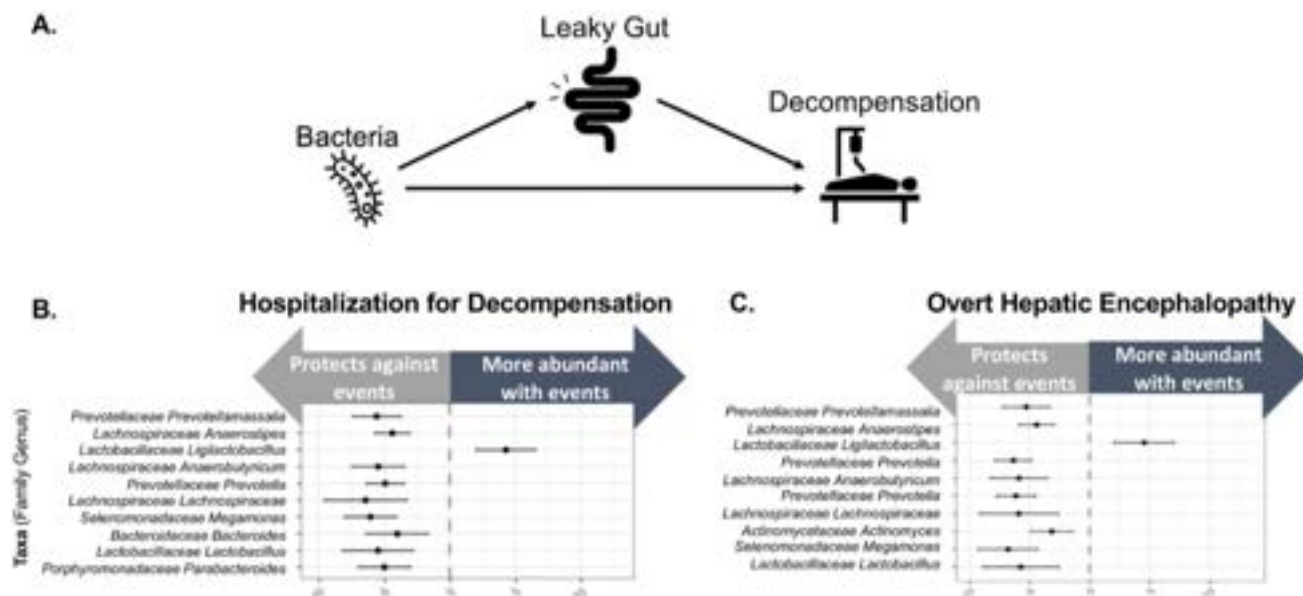 A.
Leaky Gut
Decompensation
Bacteria
B.
Hospitalization for Decompensation
Protects against
events
More abundant
with events
Taxa (Family Genus)
Prevotellaceae Prevotellamassilia
Lachnospiraceae Anaerostipes
Lactobacillaceae Ligilactobacillus
Lachnospiraceae Anaerobutyricum
Prevotellaceae Prevotella
Lachnospiraceae Lachnospiraceae
Selenomonadaceae Megamonas
Bacteroidaceae Bacteroides
Lactobacillaceae Lactobacillus
Porphyromonadaceae Parabacteroides
C.
Overt Hepatic Encephalopathy
Protects
against events
More abundant
with events
Prevotellaceae Prevotellamassilia
Lachnospiraceae Anaerostipes
Lactobacillaceae Ligilactobacillus
Prevotellaceae Prevotella
Lachnospiraceae Anaerobutyricum
Prevotellaceae Prevotella
Lachnospiraceae Lachnospiraceae
Actinomycetaceae Actinomyces
Selenomonadaceae Megamonas
Lactobacillaceae Lactobacillus